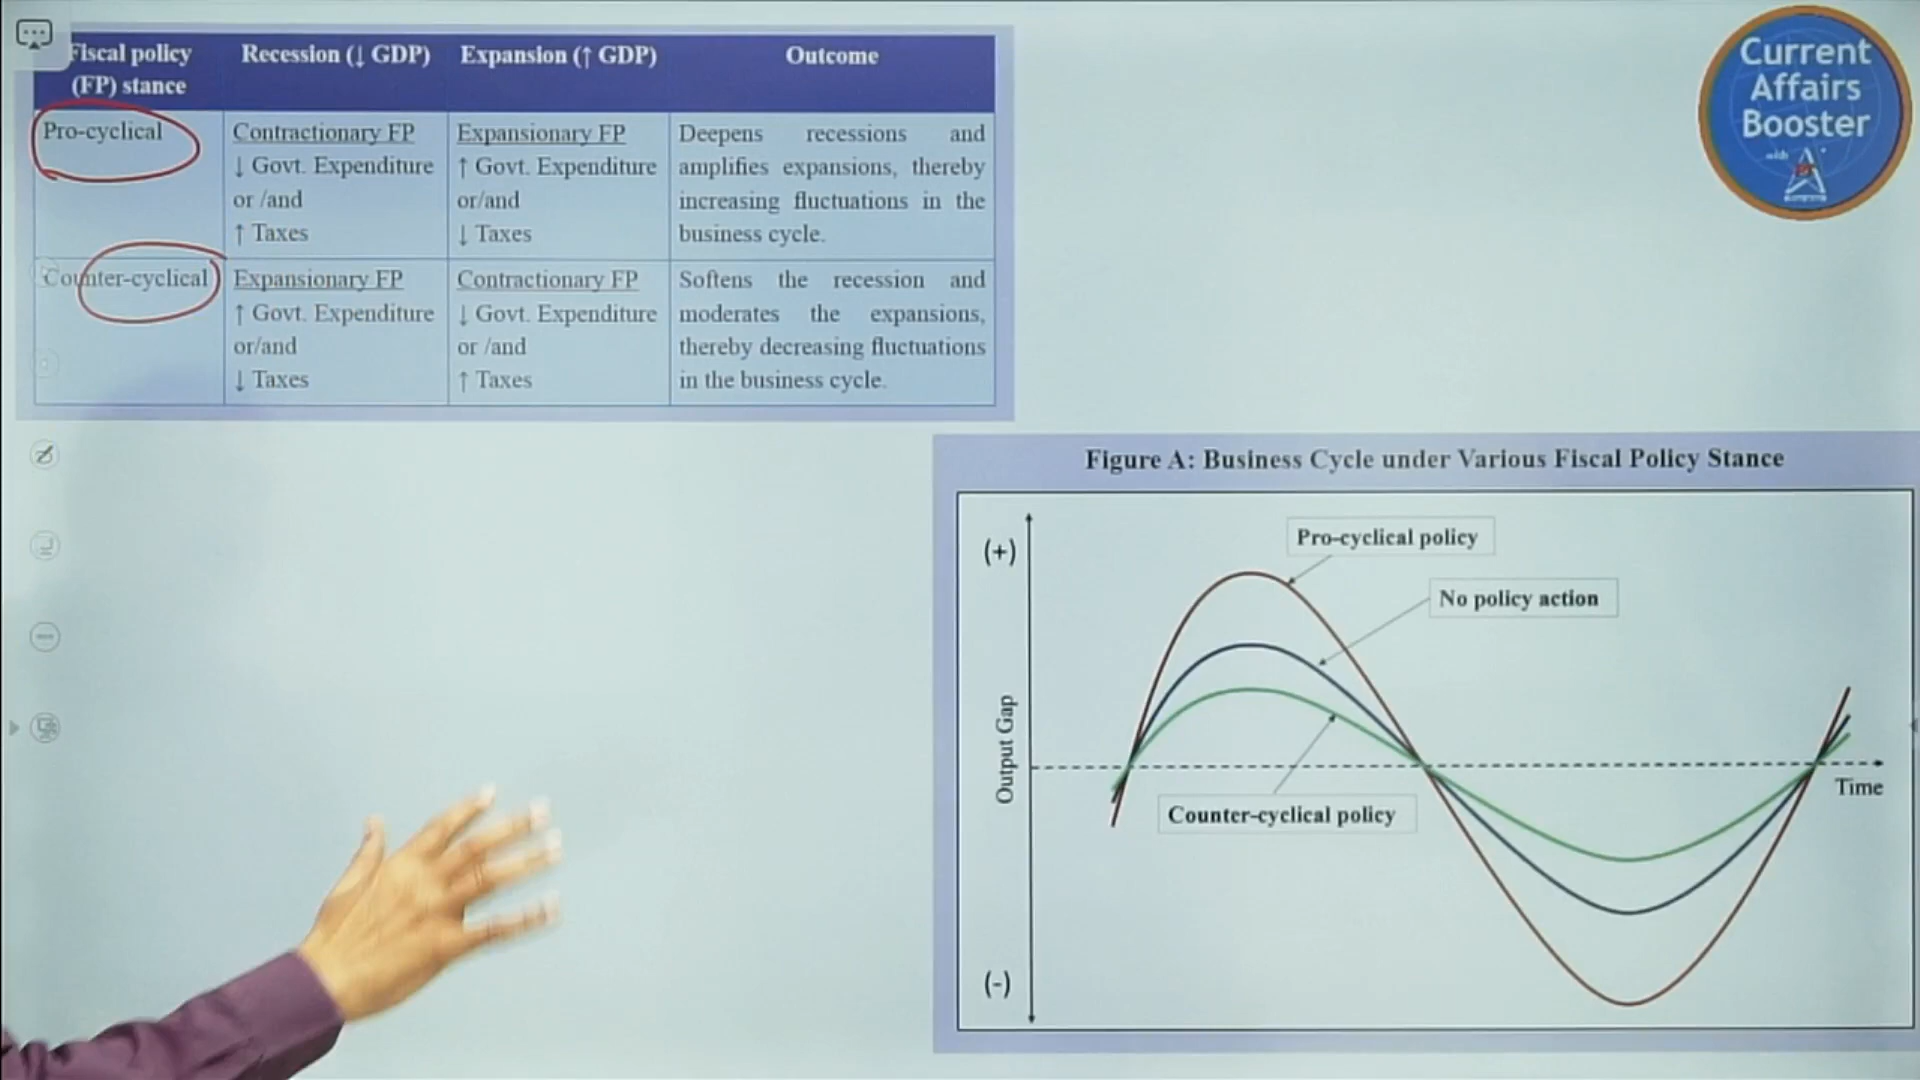 Fiscal policy
(FP) stance
Recession (↓ GDP)
Expansion (↑ GDP)
Outcome
Pro-cyclical
Contractionary FP
↓ Govt. Expenditure
or /and
↑ Taxes
Expansionary FP
↑ Govt. Expenditure
or/and
↓ Taxes
Deepens recessions and
amplifies expansions, thereby
increasing fluctuations in the
business cycle.
Counter-cyclical
Expansionary FP
↑ Govt. Expenditure
or/and
↓ Taxes
Contractionary FP
↓ Govt. Expenditure
or /and
↑ Taxes
Softens the recession and
moderates the expansions,
thereby decreasing fluctuations
in the business cycle.
Current
Affairs
Booster
with
Figure A: Business Cycle under Various Fiscal Policy Stance
(+)
Pro-cyclical policy
No policy action
Output Gap
Time
Counter-cyclical policy
(-)